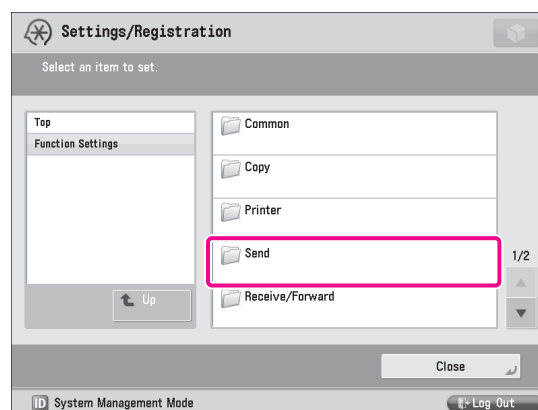 Settings/Registration
Select an item to set.
Top
Function Settings
Up
Common
Copy
Printer
Send
Receive/Forward
1/2
Close
ID System Management Mode
Log Out